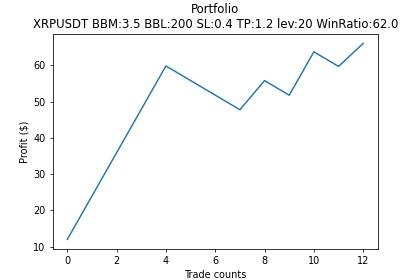 Portfolio
XRPUSDT BBM:3.5 BBL:200 SL:0.4 TP:1.2 lev:20 WinRatio:62.0
Profit ($)
60
50
40
30
20
10
0 2 4 6 8 10 12
Trade counts